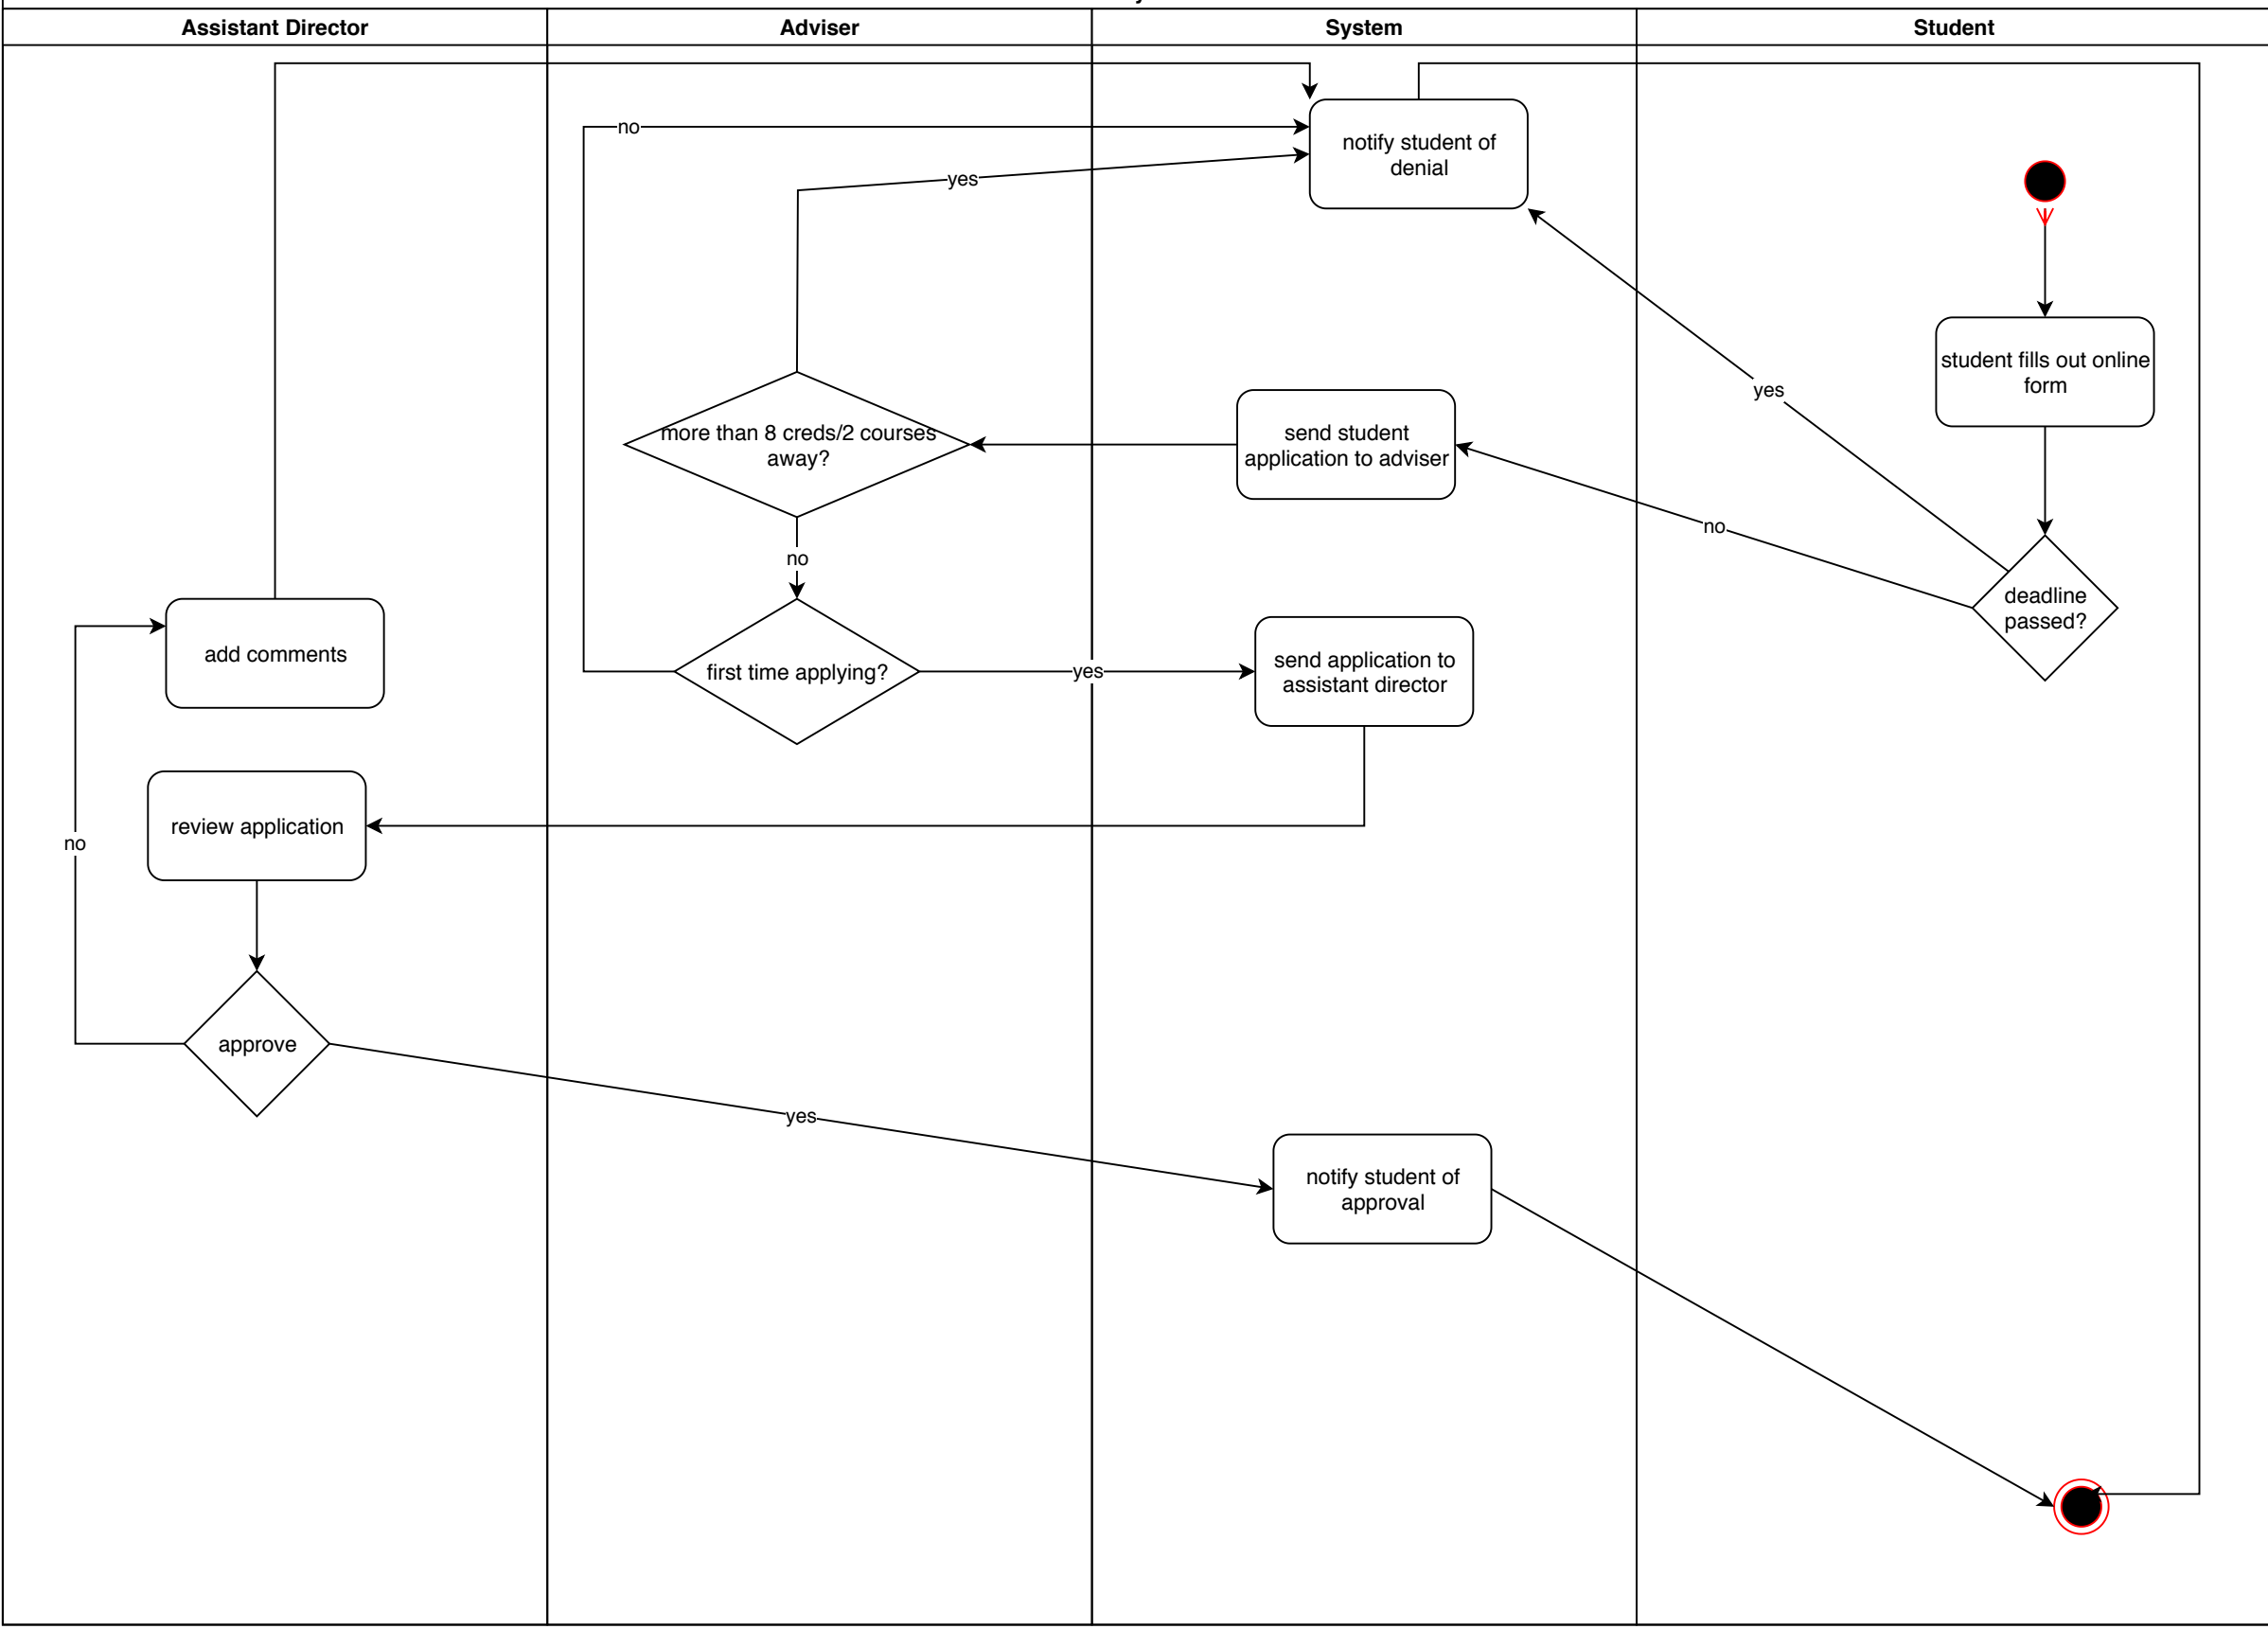 Assistant Director
Adviser
System
Student
no
notify student of
denial
yes
student fills out online
form
yes
more than 8 creds/2 courses
away?
send student
application to adviser
no
no
deadline
passed?
add comments
first time applying?
yes
send application to
assistant director
review application
no
approve
yes
notify student of
approval